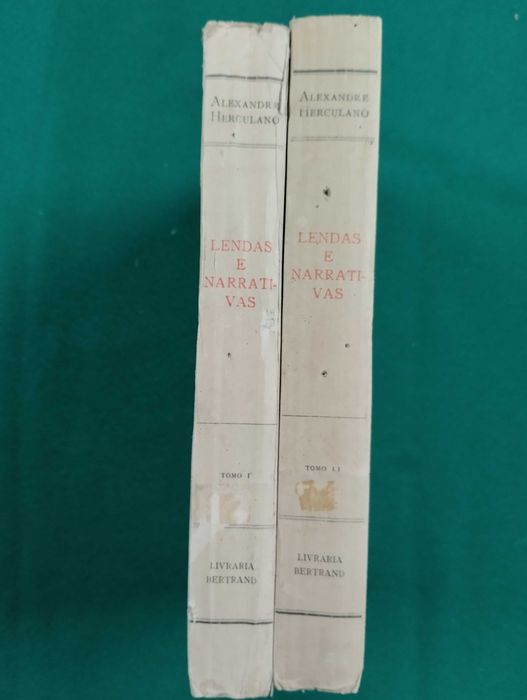 ALEXANDRE
HERCULANO
LENDAS
E
NARRATI-
VAS
TOMO I
LIVRARIA
BERTRAND
ALEXANDRE
HERCULANO
LENDAS
E
NARRATI-
VAS
TOMO II
LIVRARIA
BERTRAND